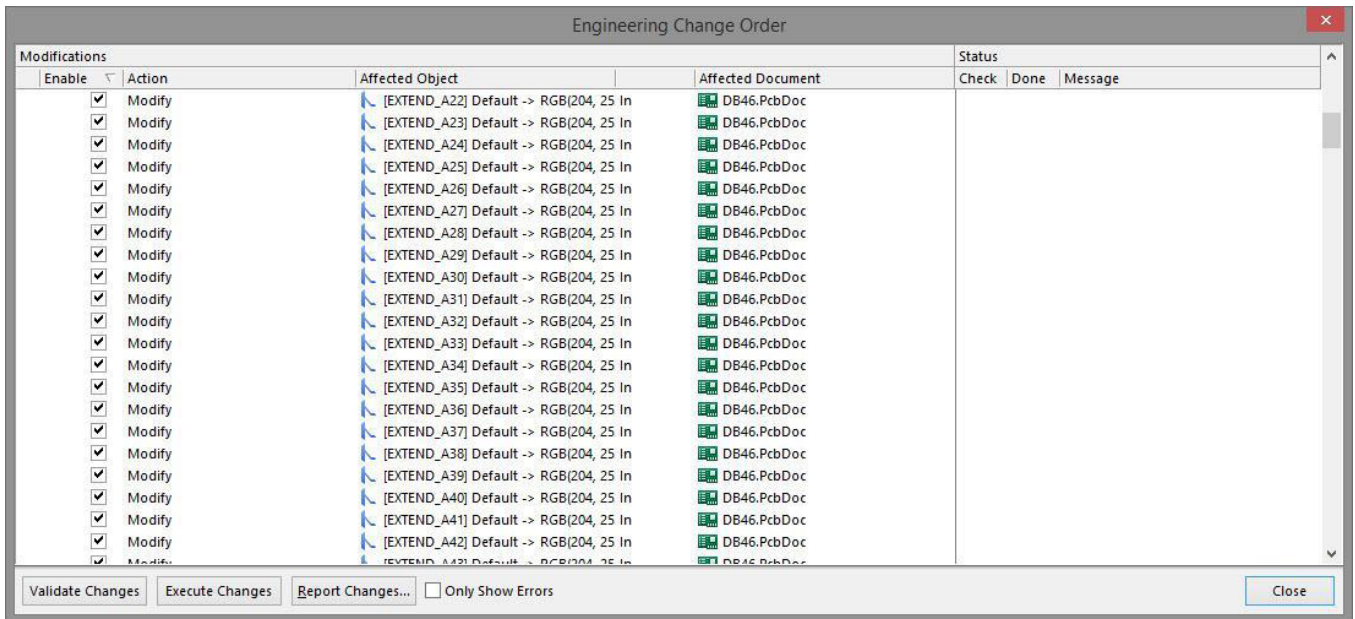 Engineering Change Order
Modifications Status
Enable Action Affected Object Affected Document Check Done Message
Modify [EXTEND_A22] Default -> RGB(204, 25 In DB46.PcbDoc
Modify [EXTEND_A23] Default -> RGB(204, 25 In DB46.PcbDoc
Modify [EXTEND_A24] Default -> RGB(204, 25 In DB46.PcbDoc
Modify [EXTEND_A25] Default -> RGB(204, 25 In DB46.PcbDoc
Modify [EXTEND_A26] Default -> RGB(204, 25 In DB46.PcbDoc
Modify [EXTEND_A27] Default -> RGB(204, 25 In DB46.PcbDoc
Modify [EXTEND_A28] Default -> RGB(204, 25 In DB46.PcbDoc
Modify [EXTEND_A29] Default -> RGB(204, 25 In DB46.PcbDoc
Modify [EXTEND_A30] Default -> RGB(204, 25 In DB46.PcbDoc
Modify [EXTEND_A31] Default -> RGB(204, 25 In DB46.PcbDoc
Modify [EXTEND_A32] Default -> RGB(204, 25 In DB46.PcbDoc
Modify [EXTEND_A33] Default -> RGB(204, 25 In DB46.PcbDoc
Modify [EXTEND_A34] Default -> RGB(204, 25 In DB46.PcbDoc
Modify [EXTEND_A35] Default -> RGB(204, 25 In DB46.PcbDoc
Modify [EXTEND_A36] Default -> RGB(204, 25 In DB46.PcbDoc
Modify [EXTEND_A37] Default -> RGB(204, 25 In DB46.PcbDoc
Modify [EXTEND_A38] Default -> RGB(204, 25 In DB46.PcbDoc
Modify [EXTEND_A39] Default -> RGB(204, 25 In DB46.PcbDoc
Modify [EXTEND_A40] Default -> RGB(204, 25 In DB46.PcbDoc
Modify [EXTEND_A41] Default -> RGB(204, 25 In DB46.PcbDoc
Modify [EXTEND_A42] Default -> RGB(204, 25 In DB46.PcbDoc
Modify [EXTEND_A43] Default -> RGB(204, 25 In DB46.PcbDoc
Validate Changes Execute Changes Report Changes... Only Show Errors Close